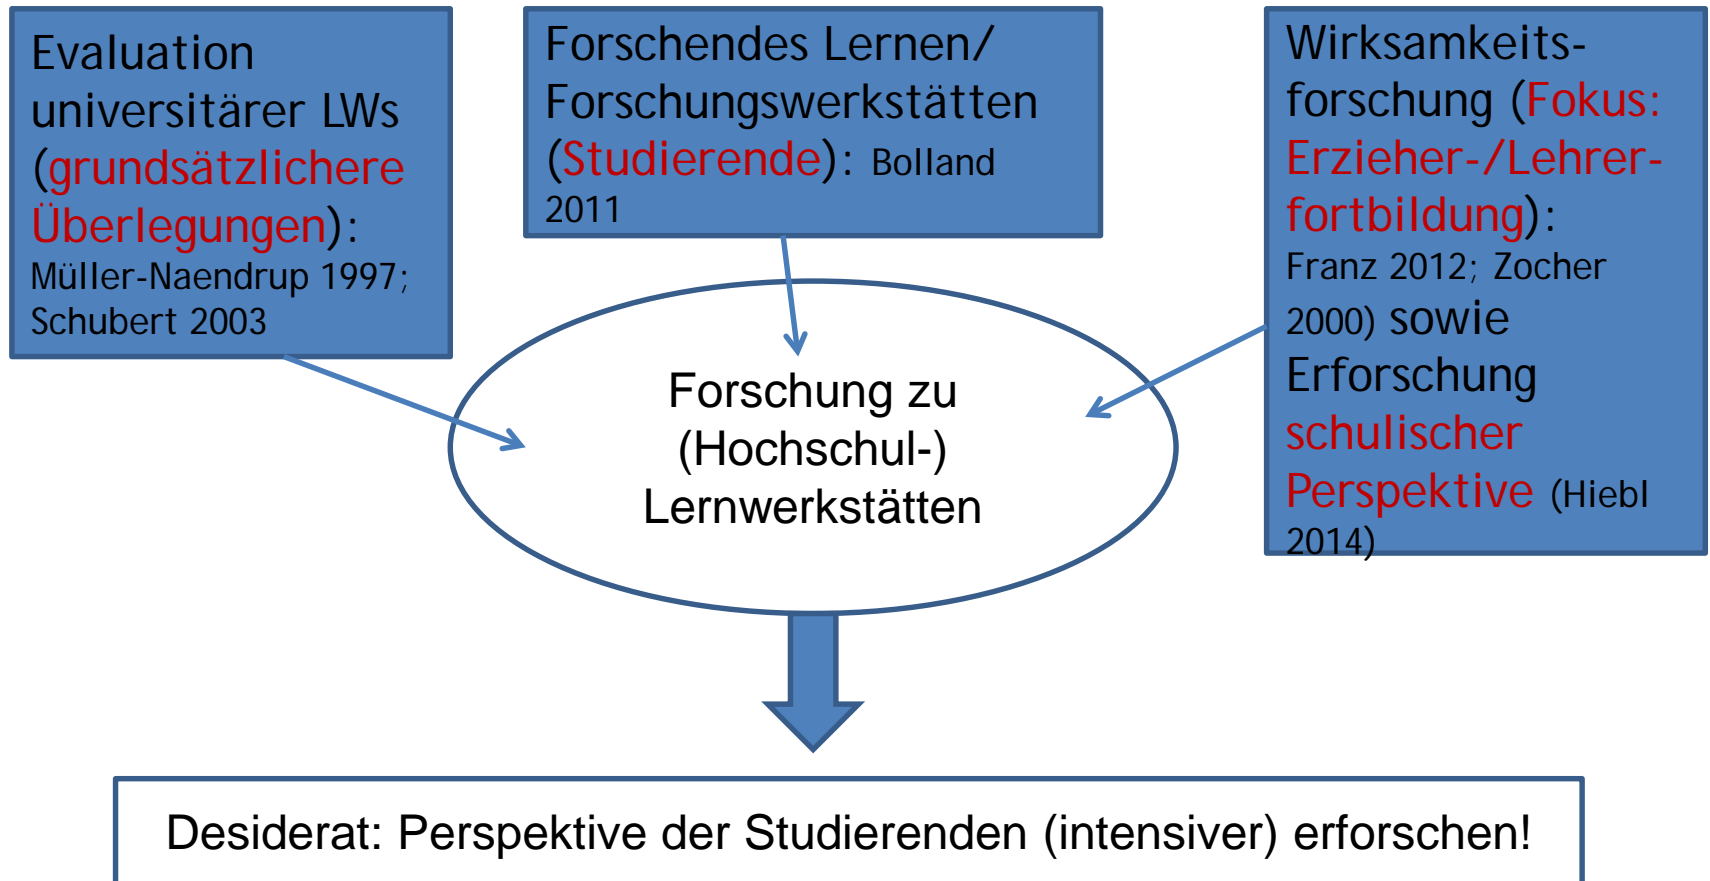 Evaluation
universitärer LWs
(grundsätzlichere
Überlegungen):
Müller-Naendrup 1997;
Schubert 2003
Forschendes Lernen/
Forschungswerkstätten
(Studierende): Bolland
2011
Wirksamkeits-
forschung (Fokus:
Erzieher-/Lehrer-
fortbildung):
Franz 2012; Zocher
2000) sowie
Erforschung
schulischer
Perspektive (Hiebl
2014)
Forschung zu
(Hochschul-)
Lernwerkstätten
Desiderat: Perspektive der Studierenden (intensiver) erforschen!